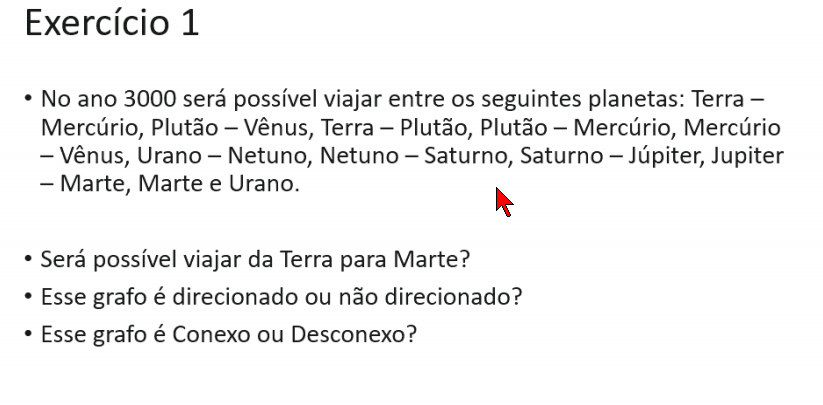 Exercício 1
• No ano 3000 será possível viajar entre os seguintes planetas: Terra –
Mercúrio, Plutão – Vênus, Terra – Plutão, Plutão – Mercúrio, Mercúrio
– Vênus, Urano – Netuno, Netuno – Saturno, Saturno – Júpiter, Jupiter
– Marte, Marte e Urano.
• Será possível viajar da Terra para Marte?
• Esse grafo é direcionado ou não direcionado?
• Esse grafo é Conexo ou Desconexo?